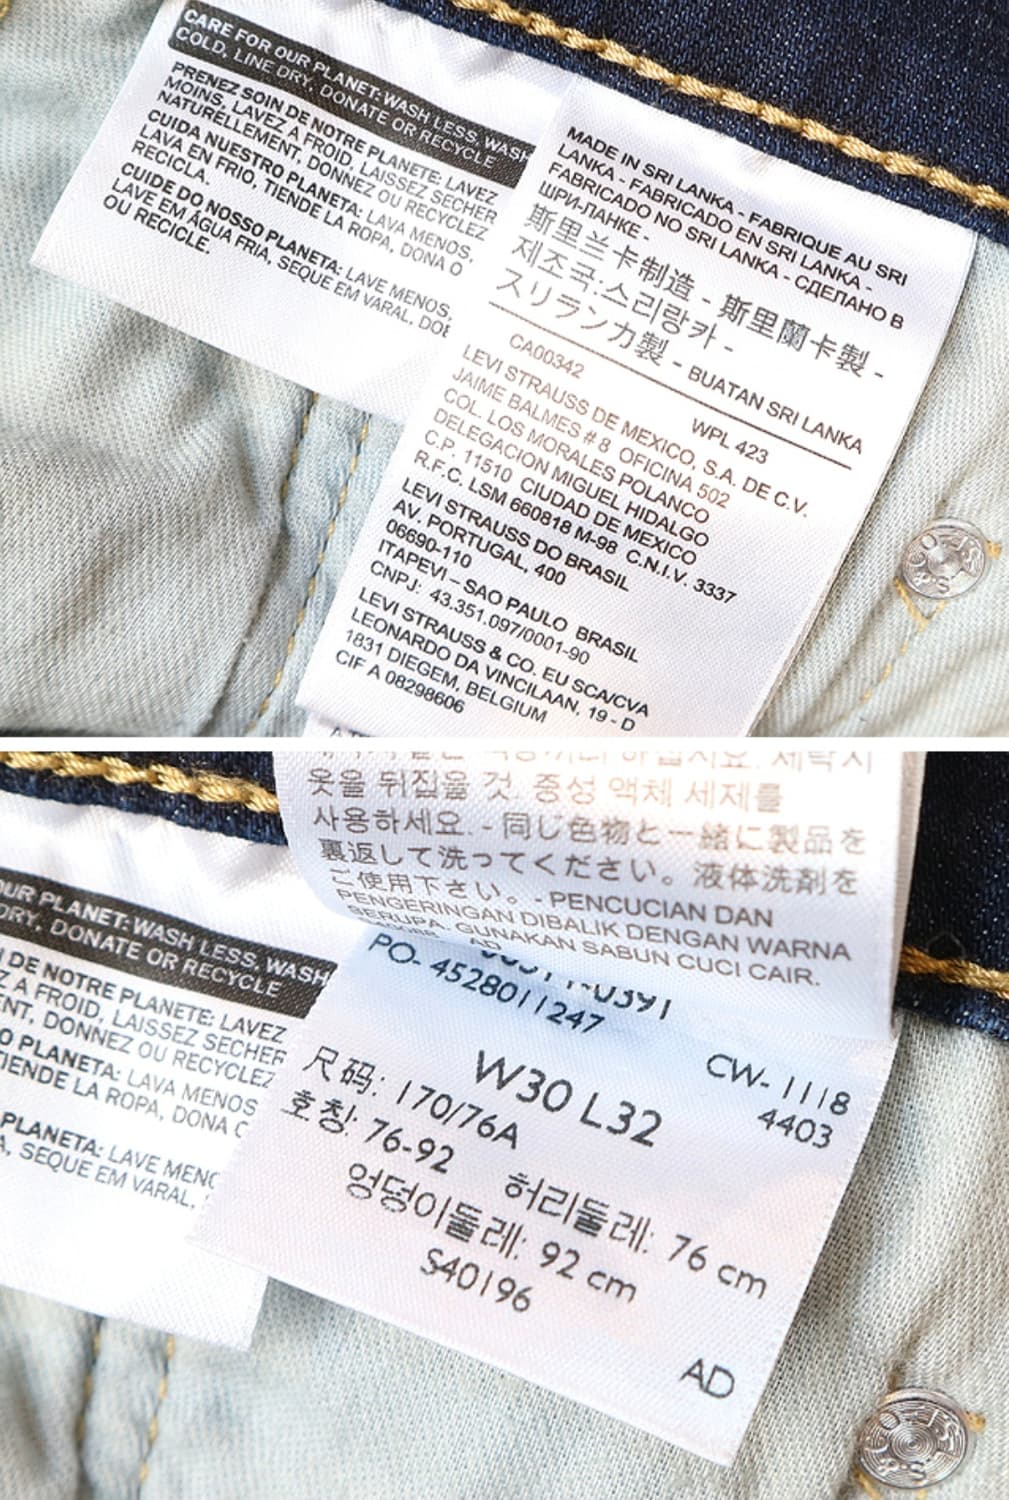 CARE FOR OUR PLANET: WASH LESS, WASH
COLD, LINE DRY, DONATE OR RECYCLE
PRENEZ SOIN DE NOTRE PLANETE: LAVEZ
MOINS, LAVEZ A FROID, LAISSEZ SECHER
NATURELLEMENT, DONNEZ OU RECYCLEZ
CUIDA NUESTRO PLANETA: LAVA MENOS,
LAVA EN FRIO, TIENDE LA ROPA, DONA O
RECICLA.
CUIDE DO NOSSO PLANETA: LAVE MENOS,
LAVE EM ÁGUA FRIA, SEQUE EM VARAL, DOE
OU RECICLE.
MADE IN SRI LANKA - FABRIQUE AU SRI
LANKA - FABRICADO EN SRI LANKA -
FABRICADO NO SRI LANKA - СДЕЛАНО В
ШРИ-ЛАНКЕ -
斯里兰卡制造 - 斯里蘭卡製 -
제조국:스리랑카 -
スリランカ製 - BUATAN SRI LANKA
CA00342 WPL 423
LEVI STRAUSS DE MEXICO, S.A. DE C.V.
JAIME BALMES # 8 OFICINA 502
COL. LOS MORALES POLANCO
DELEGACION MIGUEL HIDALGO
C.P. 11510 CIUDAD DE MEXICO
R.F.C. LSM 660818 M-98 C.N.I.V. 3337
LEVI STRAUSS DO BRASIL
AV. PORTUGAL, 400
06690-110
ITAPEVI – SAO PAULO BRASIL
CNPJ: 43.351.097/0001-90
LEVI STRAUSS & CO. EU SCA/CVA
LEONARDO DA VINCILAAN, 19 - D
1831 DIEGEM, BELGIUM
CIF A 08298606
하십시오. 세탁시
옷을 뒤집을 것. 중성 액체 세제를
사용하세요. - 同じ色物と一緒に製品を
裏返して洗ってください。液体洗剤を
ご使用下さい。 - PENCUCIAN DAN
PENGERINGAN DIBALIK DENGAN WARNA
SERUPA. GUNAKAN SABUN CUCI CAIR.
AD
PO- 4528011247
CW- 1118
4403
W30 L32
尺码: 170/76A
호칭: 76-92 허리둘레: 76 cm
엉덩이둘레: 92 cm
S40196
AD
OUR PLANET: WASH LESS, WASH
DRY, DONATE OR RECYCLE
DE NOTRE PLANETE: LAVEZ
Z A FROID, LAISSEZ SECHER
ENT, DONNEZ OU RECYCLEZ
O PLANETA: LAVA MENOS
TIENDE LA ROPA, DONA O
PLANETA: LAVE MENO
A, SEQUE EM VARAL,